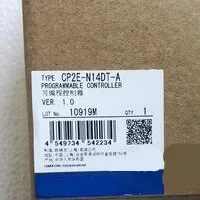 TYPE CP2E-N14DT-A
PROGRAMMABLE CONTROLLER
可编程控制器
VER. 1.0
LOT No 10919M QTY. 1
4 549734 542234
OMRON Corporation